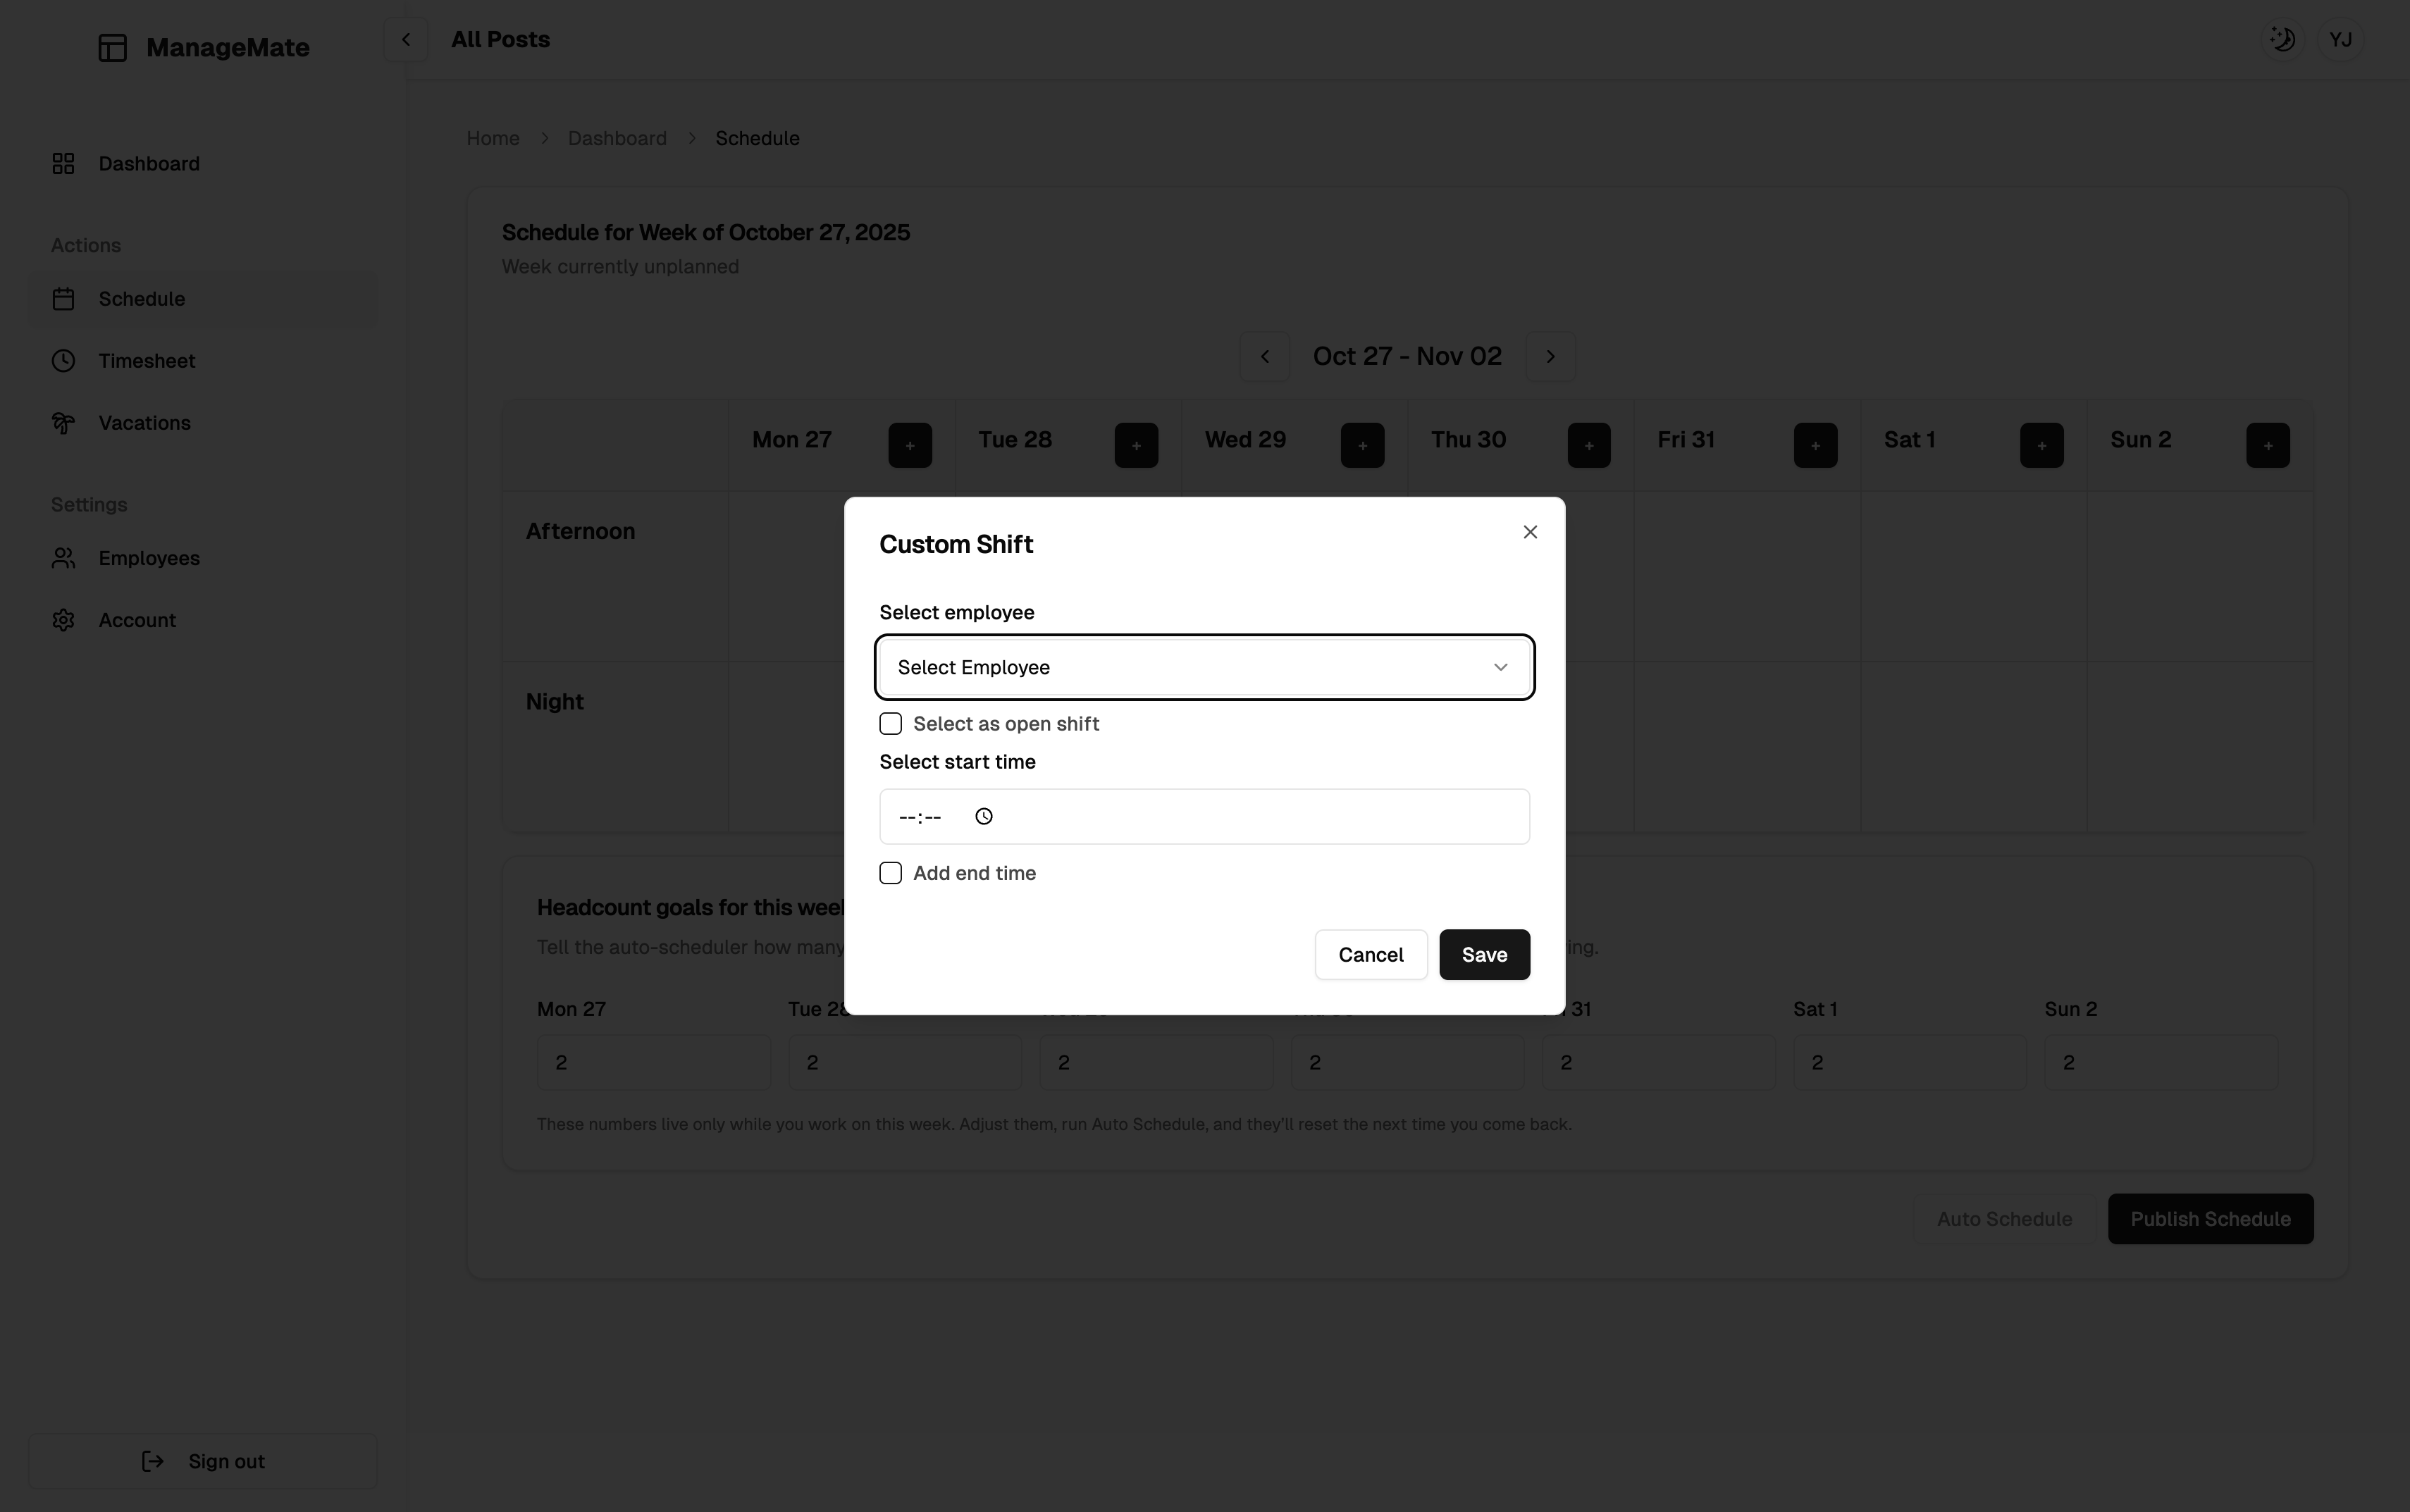 ManageMate
All Posts
YJ
Home > Dashboard > Schedule
Dashboard
Actions
Schedule
Timesheet
Vacations
Settings
Employees
Account
Sign out
Schedule for Week of October 27, 2025
Week currently unplanned
Oct 27 - Nov 02
Mon 27 + Tue 28 + Wed 29 + Thu 30 + Fri 31 + Sat 1 + Sun 2 +
Afternoon
Night
Custom Shift
Select employee
Select Employee
Select as open shift
Select start time
--:--
Add end time
Cancel Save
Headcount goals for this
Tell the auto-scheduler how many
Mon 27 Tue 31 Sat 1 Sun 2
2 2 2 2 2 2 2
These numbers live only while you work on this week. Adjust them, run Auto Schedule, and they'll reset the next time you come back.
Auto Schedule Publish Schedule